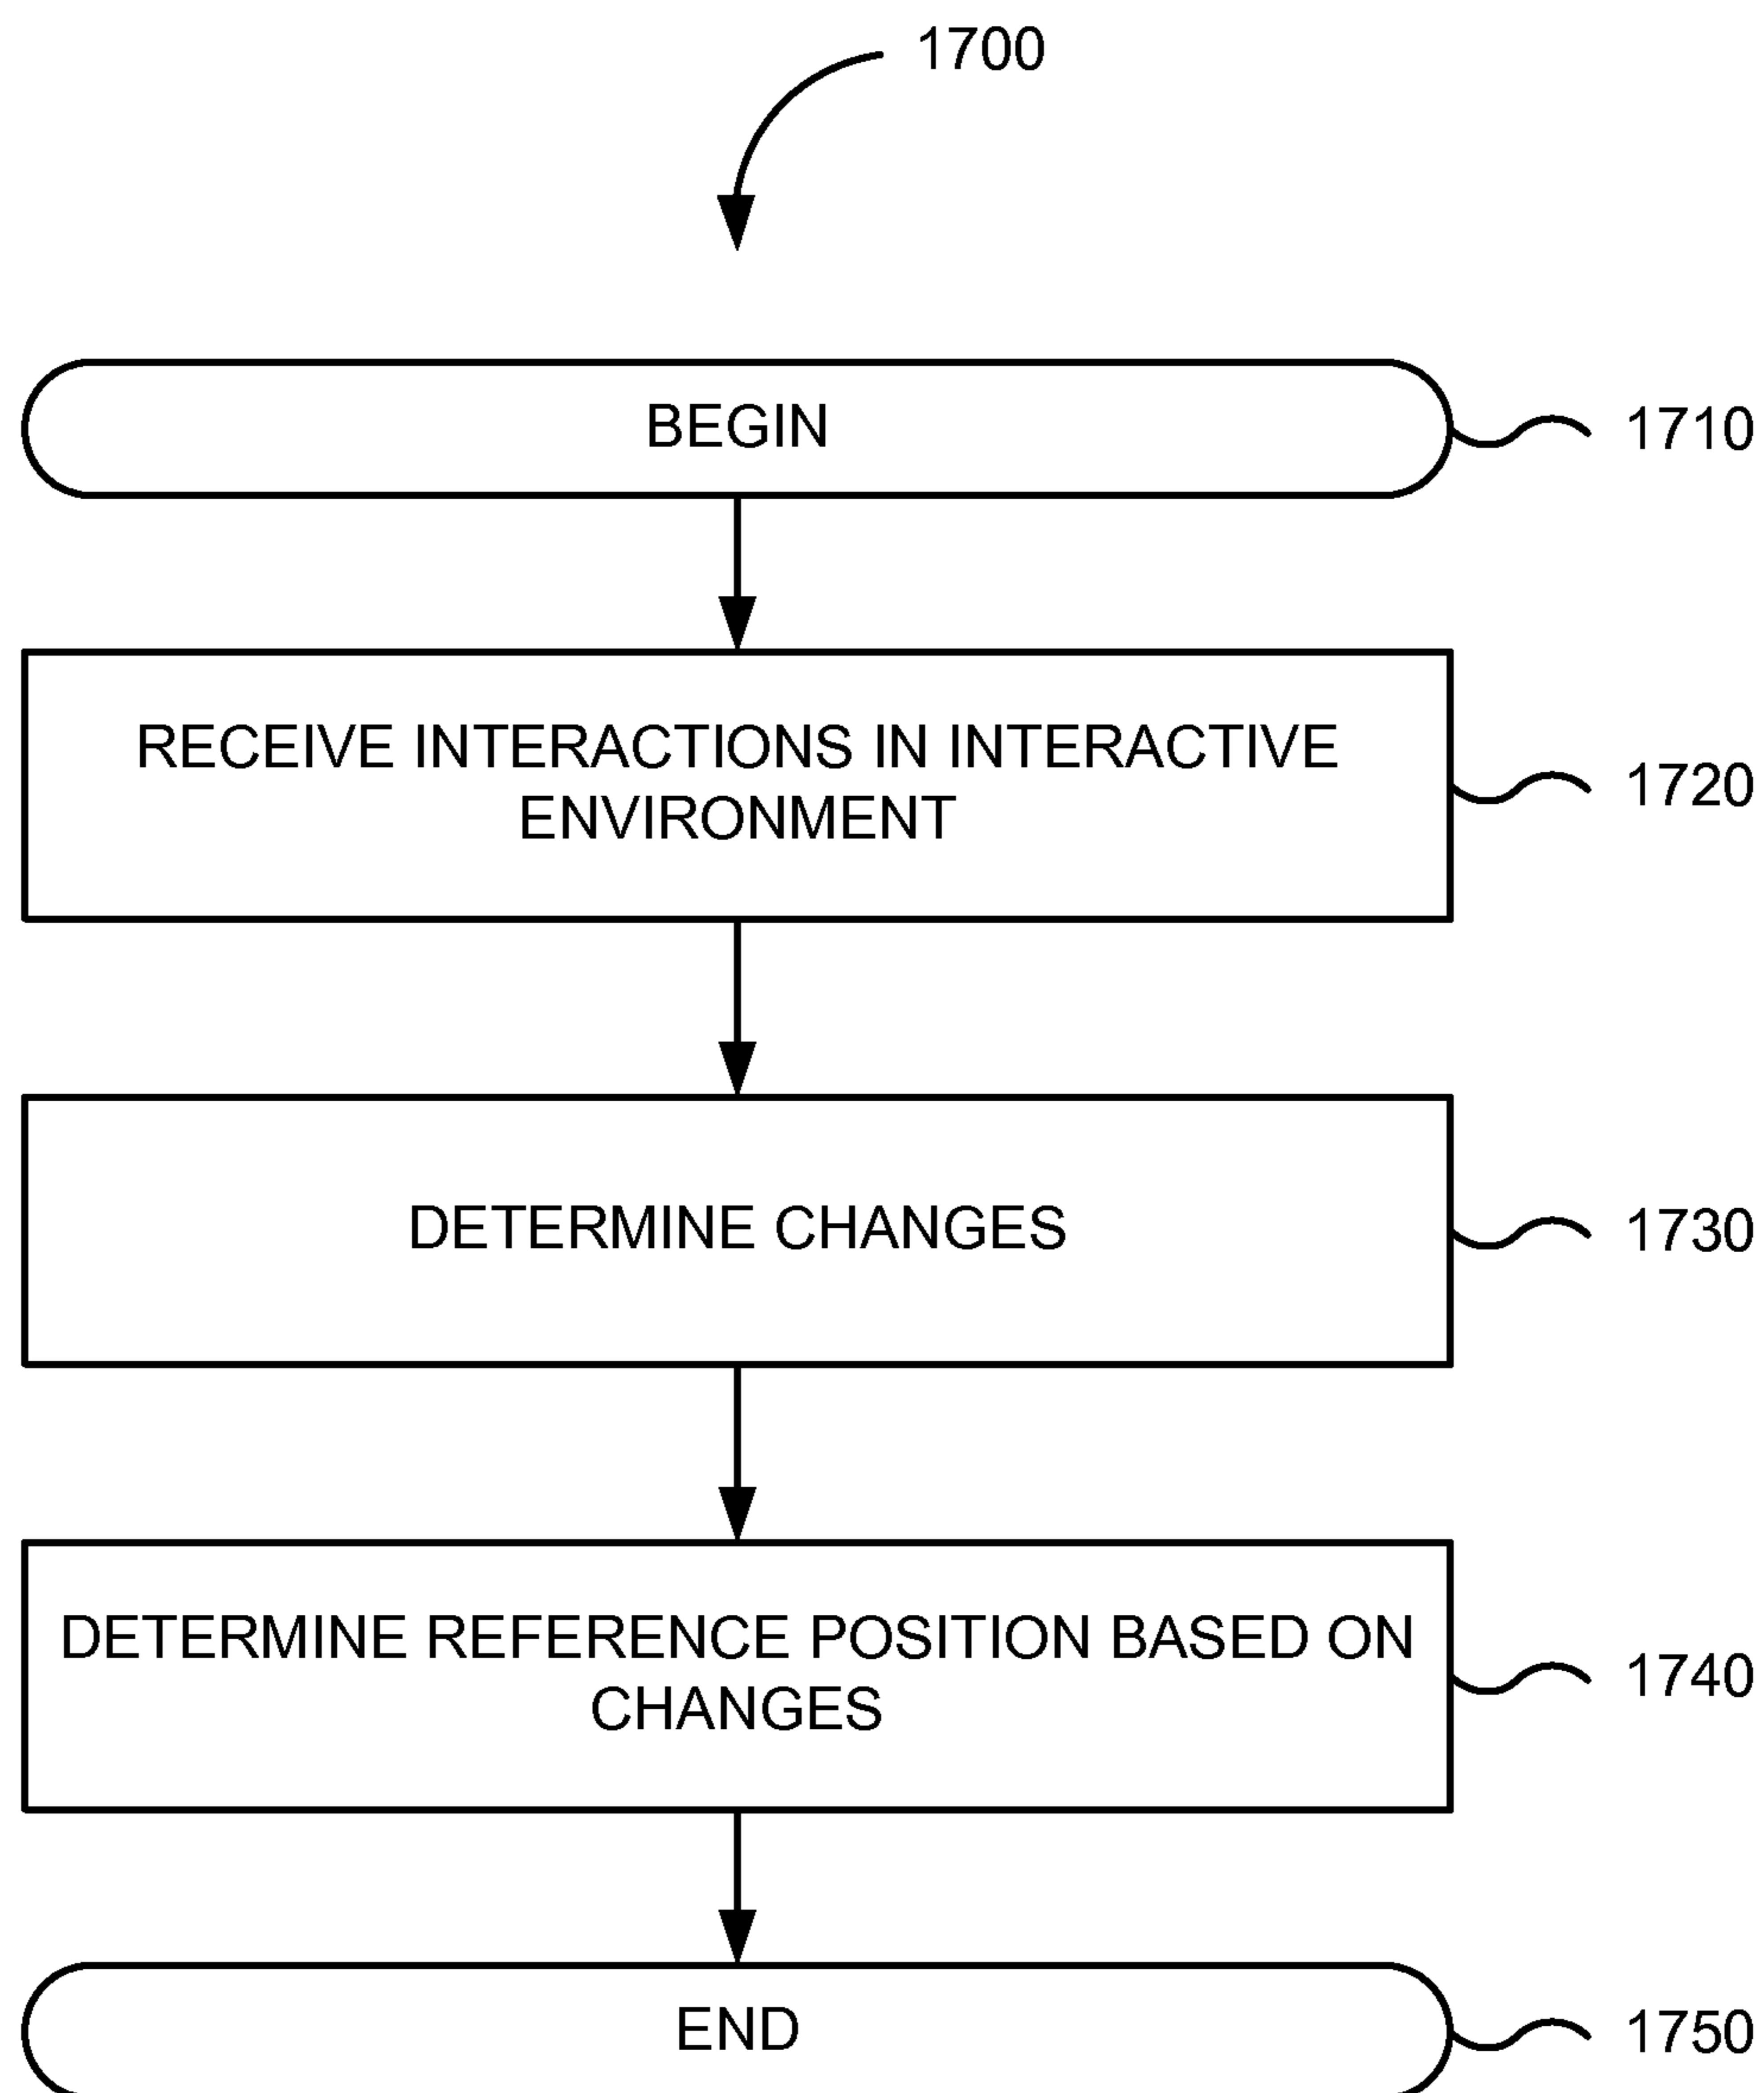 1700
BEGIN
1710
RECEIVE INTERACTIONS IN INTERACTIVE
ENVIRONMENT
1720
DETERMINE CHANGES
1730
DETERMINE REFERENCE POSITION BASED ON
CHANGES
1740
END
1750